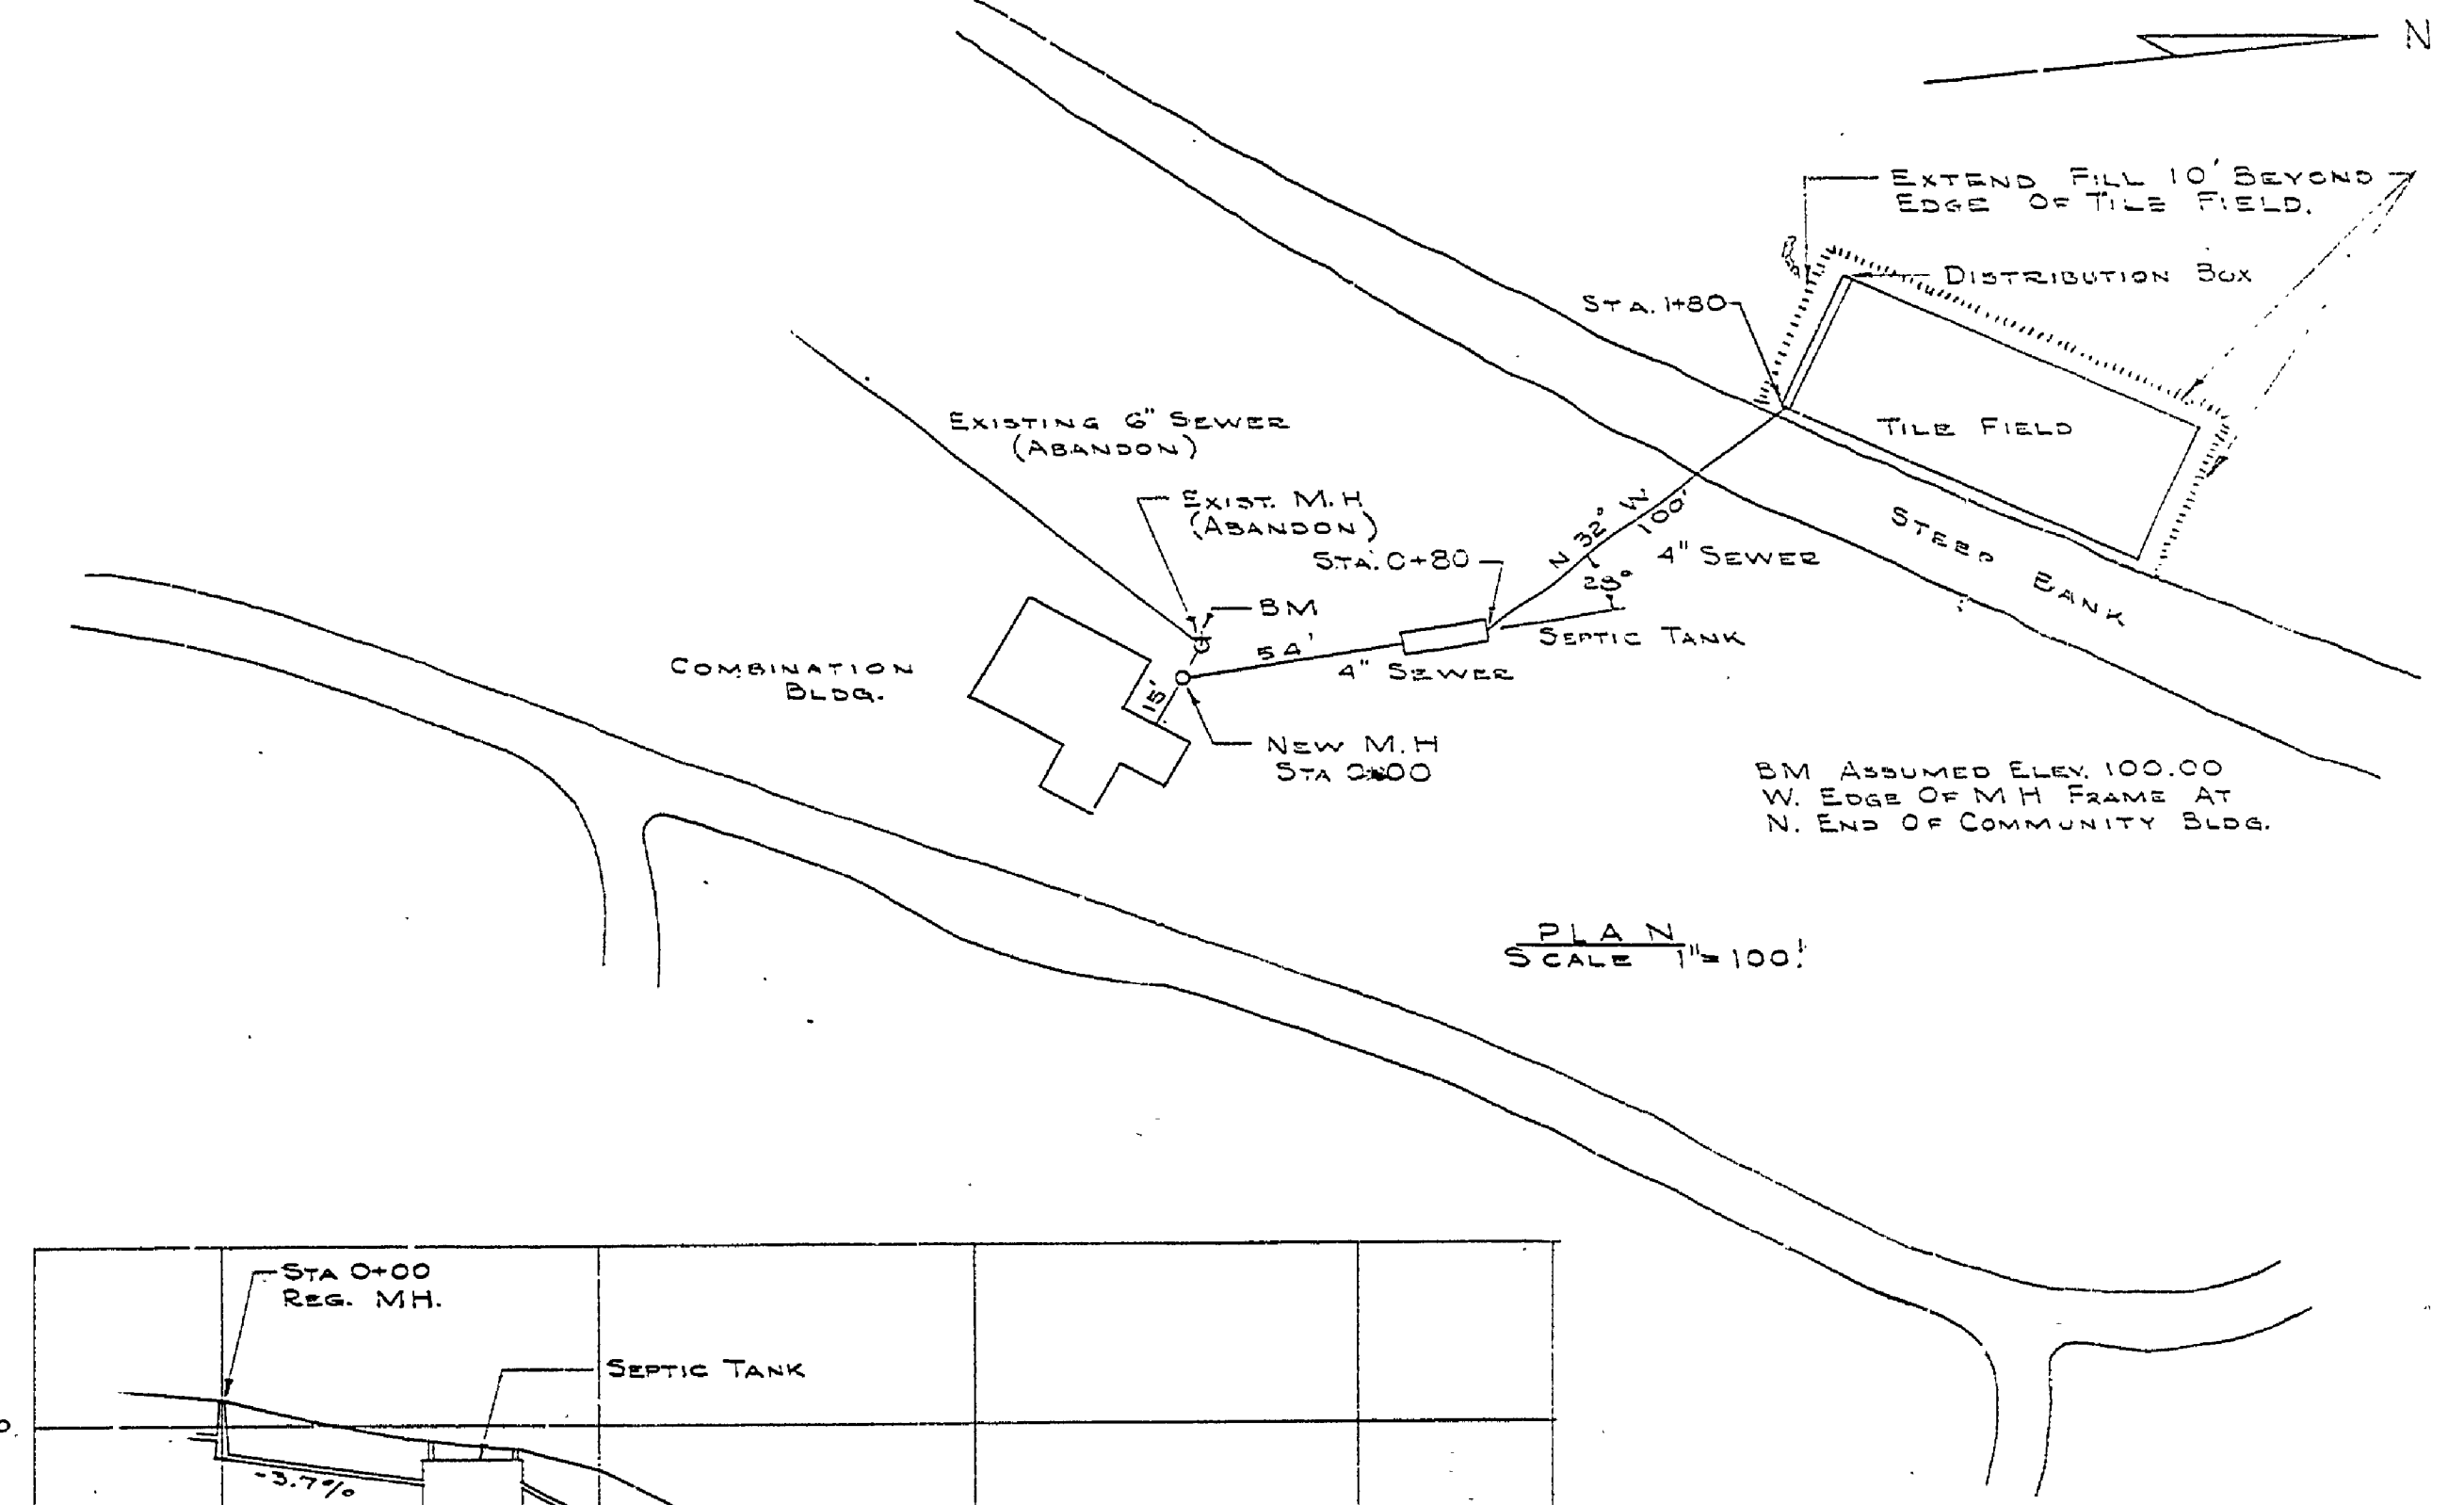 N
EXTEND FILL 10' BEYOND
EDGE OF TILE FIELD.
DISTRIBUTION BOX
STA. 1+80
TILE FIELD
EXISTING 6" SEWER
(ABANDON)
EXIST. M.H
(ABANDON)
STA. 0+80
N 32° W
100'
4" SEWER
28°
STEEP BANK
BM
54'
4" SEWER
SEPTIC TANK
COMBINATION
BLDG.
15'
NEW M.H
STA 0+00
BM ASSUMED ELEV. 100.00
W. EDGE OF M H FRAME AT
N. END OF COMMUNITY BLDG.
PLAN
SCALE 1"=100'
STA 0+00
REG. MH.
SEPTIC TANK
-3.7%